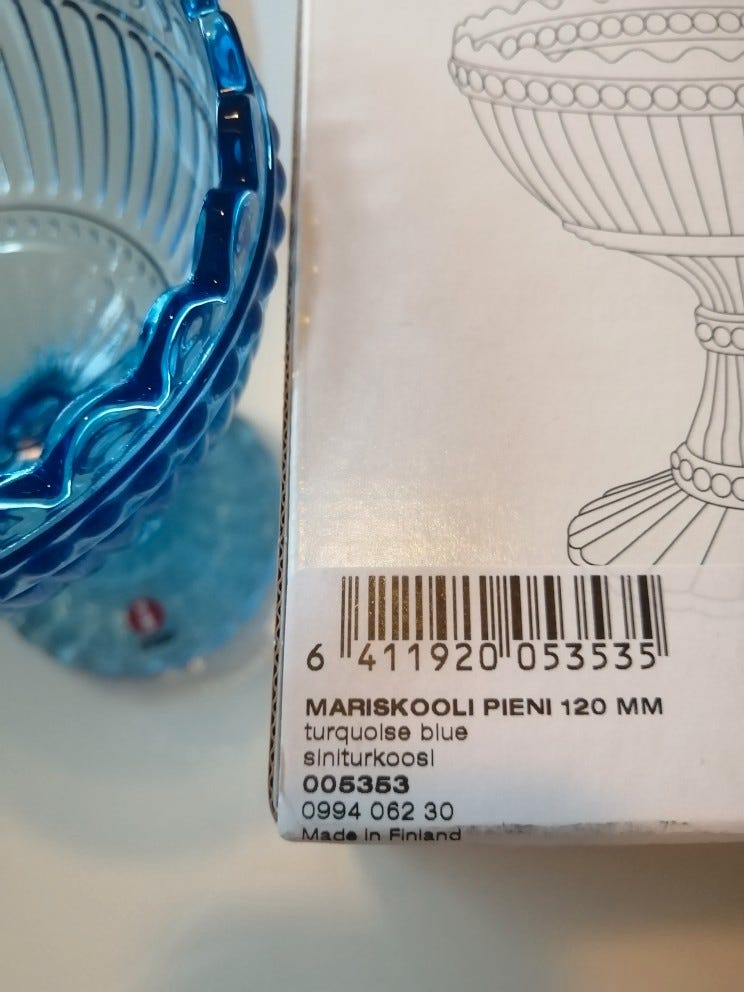 6 411920 053535
MARISKOOLI PIENI 120 MM
turquoise blue
siniturkoosi
005353
0994 062 30
Made in Finland